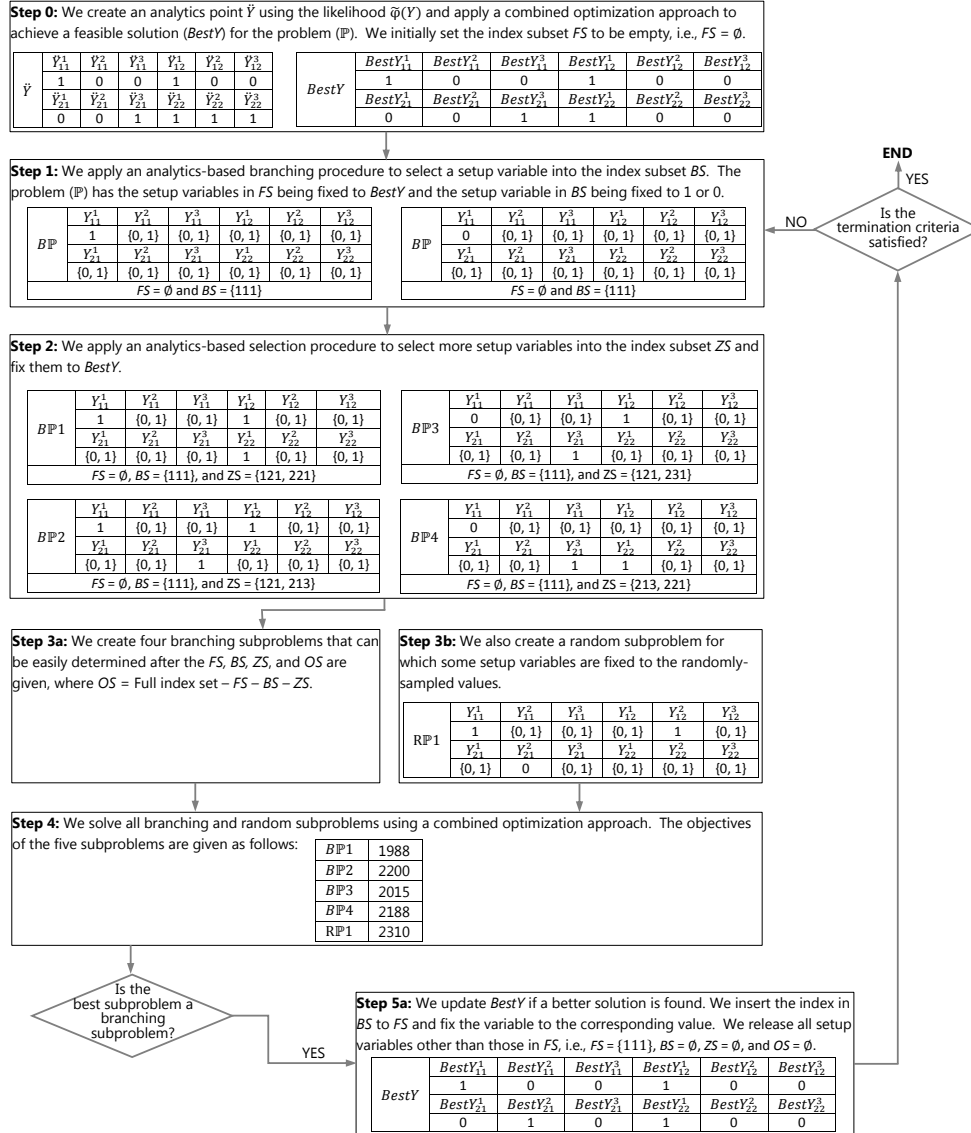 Step 0: We create an analytics point Ÿ using the likelihood φ̃(Y) and apply a combined optimization approach to
achieve a feasible solution (BestY) for the problem (ℙ). We initially set the index subset FS to be empty, i.e., FS = ∅.
Ÿ
Ÿ¹₁₁ Ÿ²₁₁ Ÿ³₁₁ Ÿ¹₁₂ Ÿ²₁₂ Ÿ³₁₂
1 0 0 1 0 0
Ÿ¹₂₁ Ÿ²₂₁ Ÿ³₂₁ Ÿ¹₂₂ Ÿ²₂₂ Ÿ³₂₂
0 0 1 1 1 1
BestY
BestY¹₁₁ BestY²₁₁ BestY³₁₁ BestY¹₁₂ BestY²₁₂ BestY³₁₂
1 0 0 1 0 0
BestY¹₂₁ BestY²₂₁ BestY³₂₁ BestY¹₂₂ BestY²₂₂ BestY³₂₂
0 0 1 1 0 0
Step 1: We apply an analytics-based branching procedure to select a setup variable into the index subset BS. The
problem (ℙ) has the setup variables in FS being fixed to BestY and the setup variable in BS being fixed to 1 or 0.
Bℙ
Y¹₁₁ Y²₁₁ Y³₁₁ Y¹₁₂ Y²₁₂ Y³₁₂
1 {0, 1} {0, 1} {0, 1} {0, 1} {0, 1}
Y¹₂₁ Y²₂₁ Y³₂₁ Y¹₂₂ Y²₂₂ Y³₂₂
{0, 1} {0, 1} {0, 1} {0, 1} {0, 1} {0, 1}
FS = ∅ and BS = {111}
Bℙ
Y¹₁₁ Y²₁₁ Y³₁₁ Y¹₁₂ Y²₁₂ Y³₁₂
0 {0, 1} {0, 1} {0, 1} {0, 1} {0, 1}
Y¹₂₁ Y²₂₁ Y³₂₁ Y¹₂₂ Y²₂₂ Y³₂₂
{0, 1} {0, 1} {0, 1} {0, 1} {0, 1} {0, 1}
FS = ∅ and BS = {111}
END
YES
Is the
termination criteria
satisfied?
NO
Step 2: We apply an analytics-based selection procedure to select more setup variables into the index subset ZS and
fix them to BestY.
Bℙ1
Y¹₁₁ Y²₁₁ Y³₁₁ Y¹₁₂ Y²₁₂ Y³₁₂
1 {0, 1} {0, 1} 1 {0, 1} {0, 1}
Y¹₂₁ Y²₂₁ Y³₂₁ Y¹₂₂ Y²₂₂ Y³₂₂
{0, 1} {0, 1} {0, 1} 1 {0, 1} {0, 1}
FS = ∅, BS = {111}, and ZS = {121, 221}
Bℙ3
Y¹₁₁ Y²₁₁ Y³₁₁ Y¹₁₂ Y²₁₂ Y³₁₂
0 {0, 1} {0, 1} 1 {0, 1} {0, 1}
Y¹₂₁ Y²₂₁ Y³₂₁ Y¹₂₂ Y²₂₂ Y³₂₂
{0, 1} {0, 1} 1 {0, 1} {0, 1} {0, 1}
FS = ∅, BS = {111}, and ZS = {121, 231}
Bℙ2
Y¹₁₁ Y²₁₁ Y³₁₁ Y¹₁₂ Y²₁₂ Y³₁₂
1 {0, 1} {0, 1} 1 {0, 1} {0, 1}
Y¹₂₁ Y²₂₁ Y³₂₁ Y¹₂₂ Y²₂₂ Y³₂₂
{0, 1} {0, 1} 1 {0, 1} {0, 1} {0, 1}
FS = ∅, BS = {111}, and ZS = {121, 213}
Bℙ4
Y¹₁₁ Y²₁₁ Y³₁₁ Y¹₁₂ Y²₁₂ Y³₁₂
0 {0, 1} {0, 1} {0, 1} {0, 1} {0, 1}
Y¹₂₁ Y²₂₁ Y³₂₁ Y¹₂₂ Y²₂₂ Y³₂₂
{0, 1} {0, 1} 1 1 {0, 1} {0, 1}
FS = ∅, BS = {111}, and ZS = {213, 221}
Step 3a: We create four branching subproblems that can
be easily determined after the FS, BS, ZS, and OS are
given, where OS = Full index set – FS – BS – ZS.
Step 3b: We also create a random subproblem for
which some setup variables are fixed to the randomly-
sampled values.
Rℙ1
Y¹₁₁ Y²₁₁ Y³₁₁ Y¹₁₂ Y²₁₂ Y³₁₂
1 {0, 1} {0, 1} {0, 1} 1 {0, 1}
Y¹₂₁ Y²₂₁ Y³₂₁ Y¹₂₂ Y²₂₂ Y³₂₂
{0, 1} 0 {0, 1} {0, 1} {0, 1} {0, 1}
Step 4: We solve all branching and random subproblems using a combined optimization approach. The objectives
of the five subproblems are given as follows:
Bℙ1 1988
Bℙ2 2200
Bℙ3 2015
Bℙ4 2188
Rℙ1 2310
Is the
best subproblem a
branching
subproblem?
YES
Step 5a: We update BestY if a better solution is found. We insert the index in
BS to FS and fix the variable to the corresponding value. We release all setup
variables other than those in FS, i.e., FS = {111}, BS = ∅, ZS = ∅, and OS = ∅.
BestY
BestY¹₁₁ BestY²₁₁ BestY³₁₁ BestY¹₁₂ BestY²₁₂ BestY³₁₂
1 0 0 1 0 0
BestY¹₂₁ BestY²₂₁ BestY³₂₁ BestY¹₂₂ BestY²₂₂ BestY³₂₂
0 1 0 1 0 0